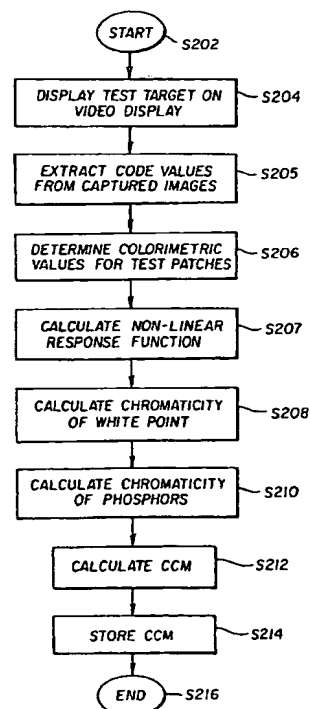 START
S202
DISPLAY TEST TARGET ON
VIDEO DISPLAY
S204
EXTRACT CODE VALUES
FROM CAPTURED IMAGES
S205
DETERMINE COLORIMETRIC
VALUES FOR TEST PATCHES
S206
CALCULATE NON-LINEAR
RESPONSE FUNCTION
S207
CALCULATE CHROMATICITY
OF WHITE POINT
S208
CALCULATE CHROMATICITY
OF PHOSPHORS
S210
CALCULATE CCM
S212
STORE CCM
S214
END
S216